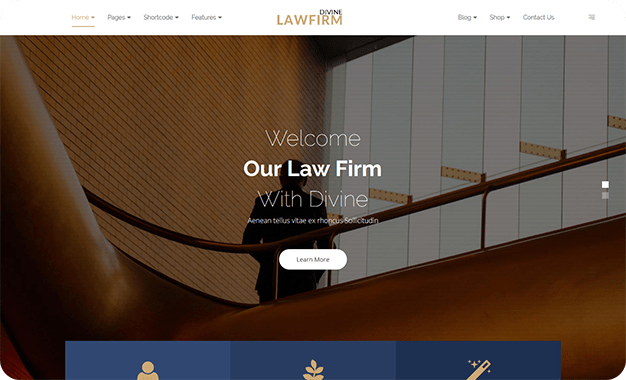 Home Pages Shortcode Features
DIVINE
LAWFIRM
Blog Shop Contact Us
Welcome
Our Law Firm
With Divine
Aenean tellus vitae ex rhoncus Sollicitudin
Learn More